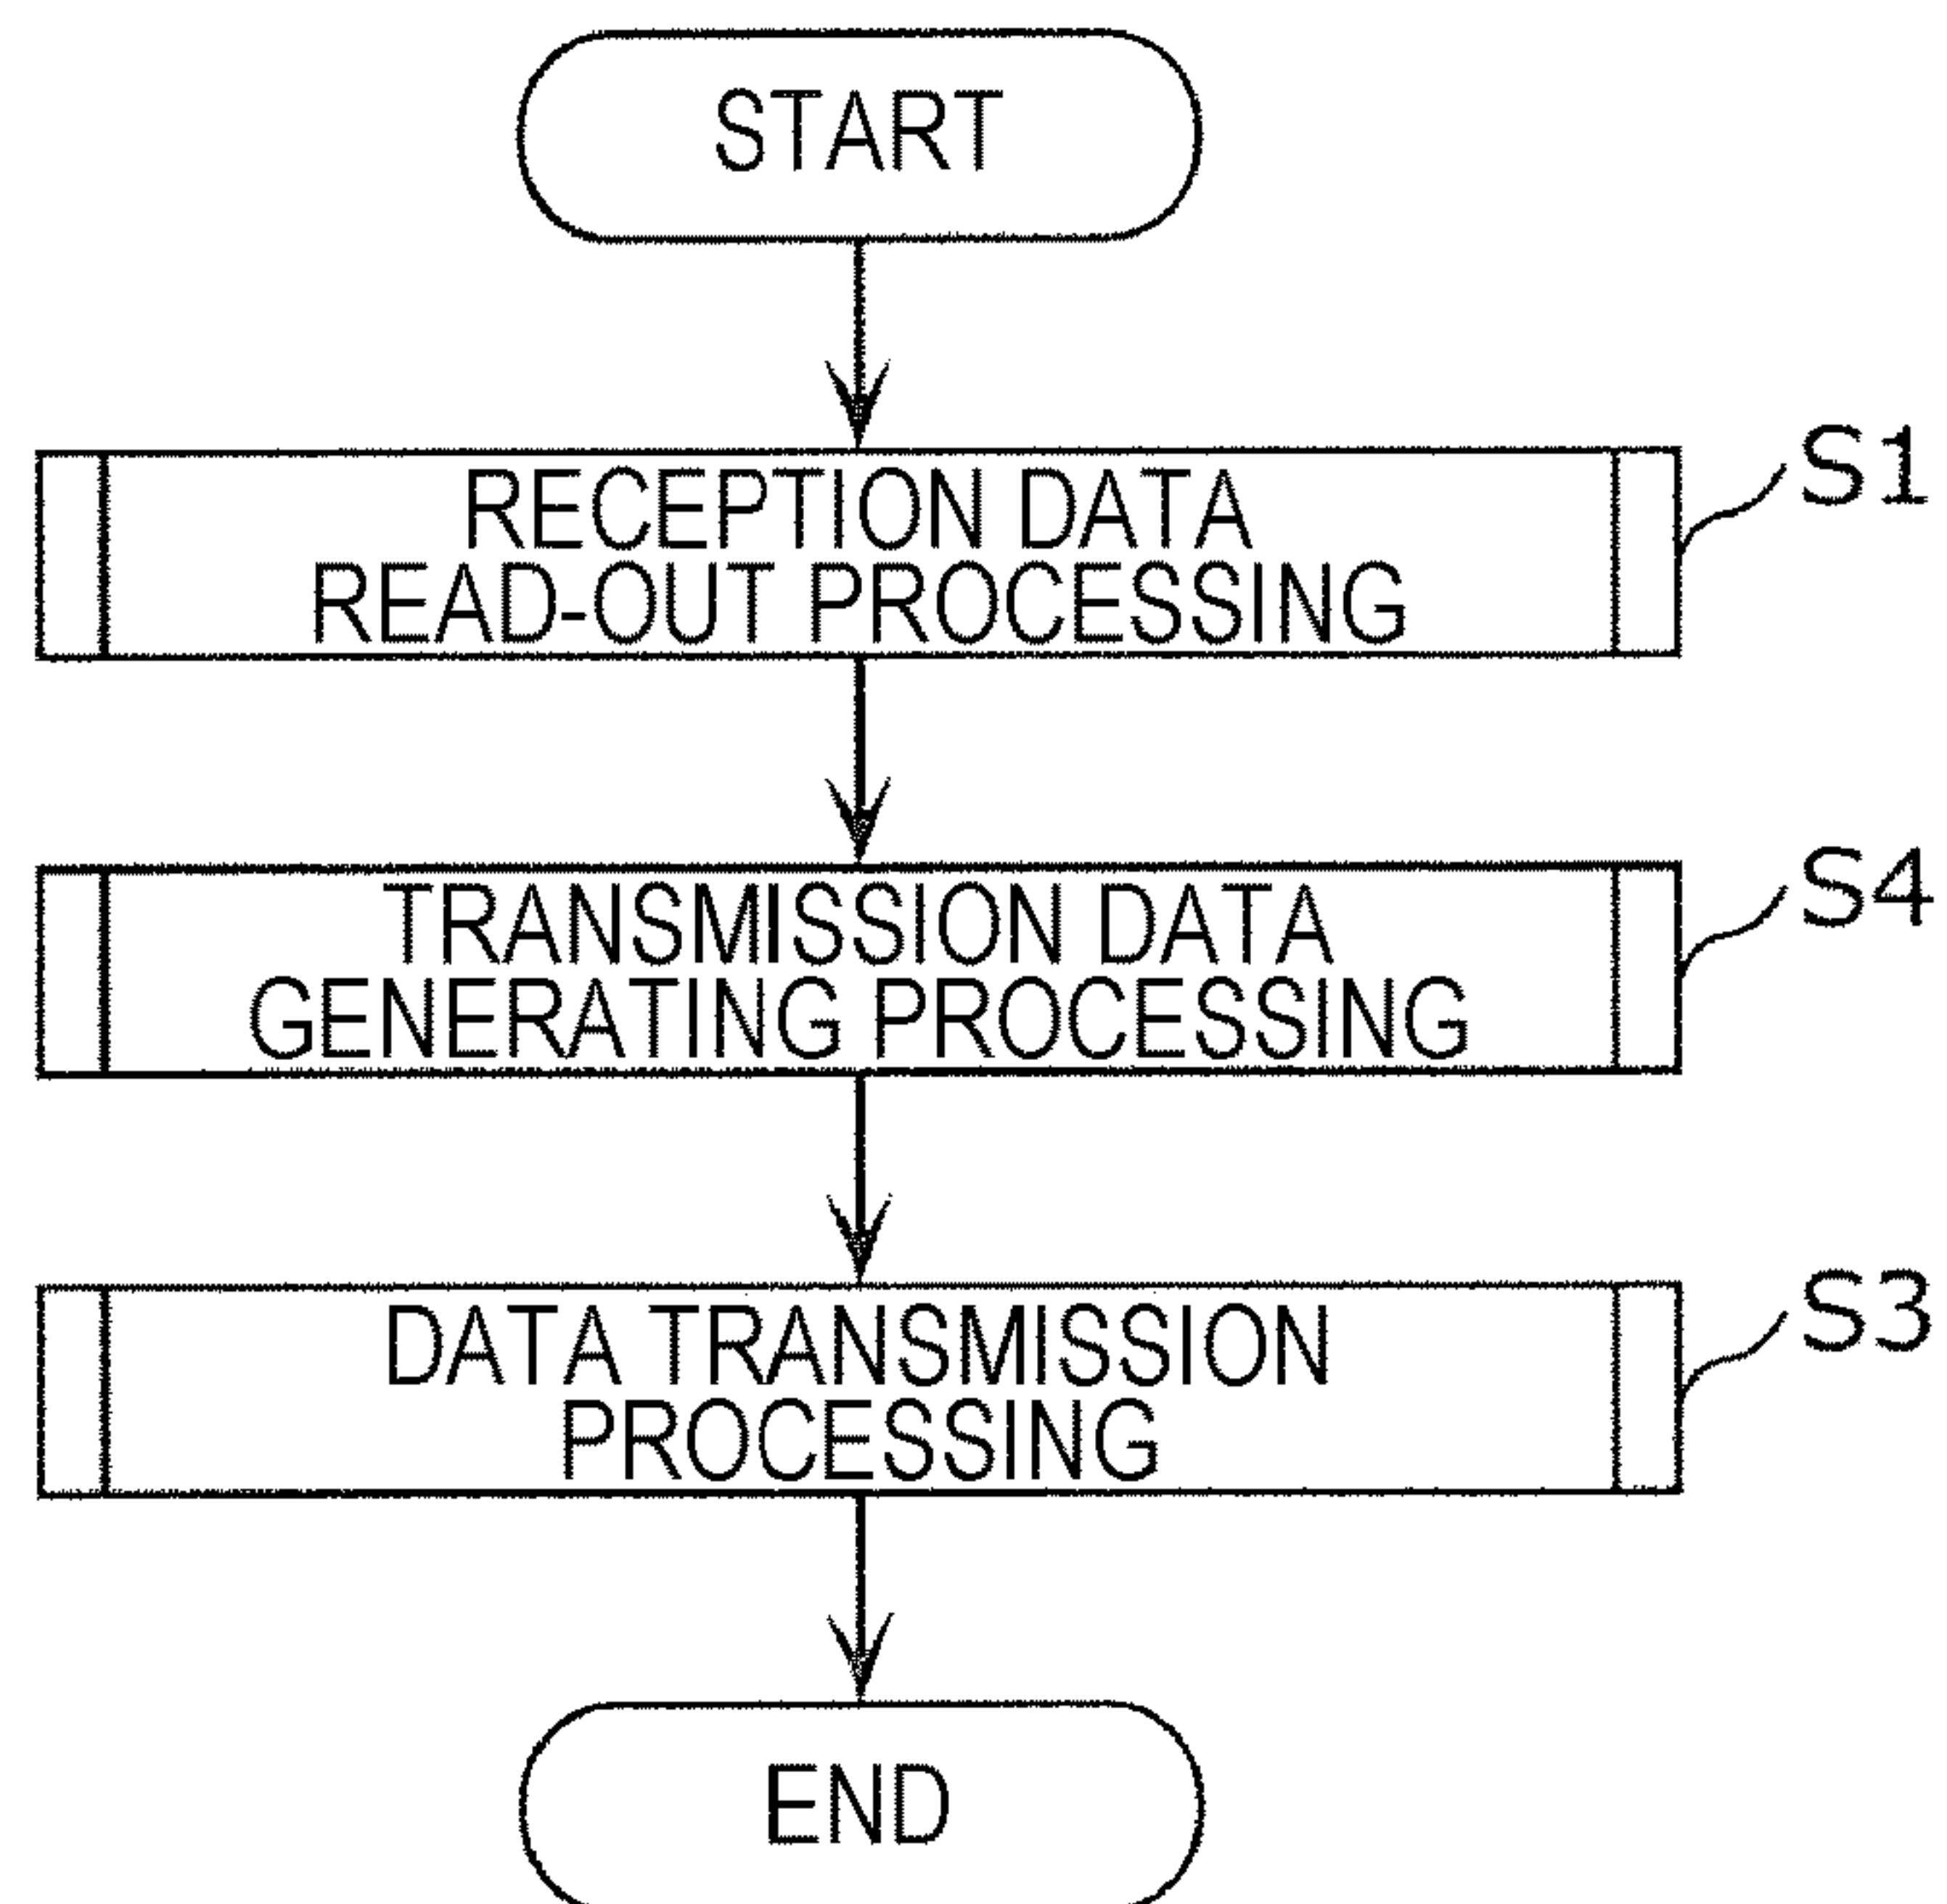 START
RECEPTION DATA
READ-OUT PROCESSING
S1
TRANSMISSION DATA
GENERATING PROCESSING
S4
DATA TRANSMISSION
PROCESSING
S3
END